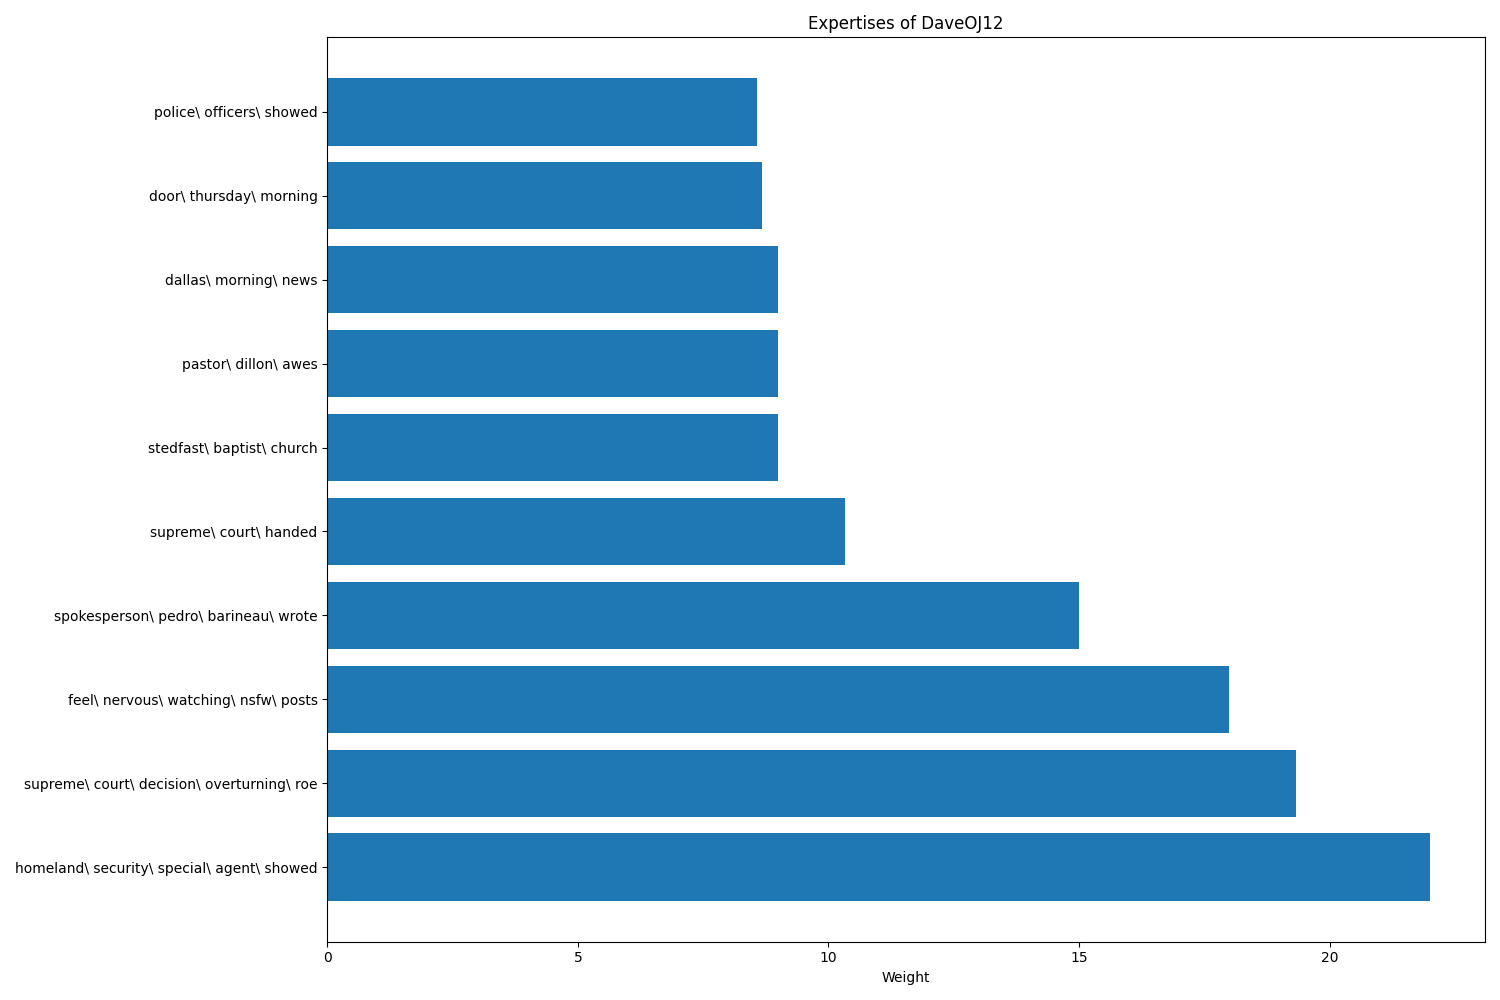 Expertises of DaveOJ12
police\ officers\ showed
door\ thursday\ morning
dallas\ morning\ news
pastor\ dillon\ awes
stedfast\ baptist\ church
supreme\ court\ handed
spokesperson\ pedro\ barineau\ wrote
feel\ nervous\ watching\ nsfw\ posts
supreme\ court\ decision\ overturning\ roe
homeland\ security\ special\ agent\ showed
0 5 10 15 20
Weight